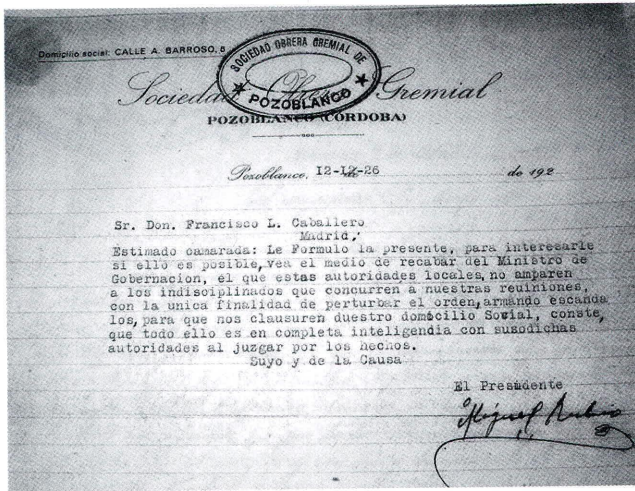 Domicilio social: CALLE A. BARROSO, 8
SOCIEDAD OBRERA GREMIAL DE
★ POZOBLANCO ★
Sociedad Obrera Gremial
POZOBLANCO (CÓRDOBA)
Pozoblanco, 12-12-26 de 192
Sr. Don. Francisco L. Caballero
Madrid,
Estimado camarada: Le Formulo la presente, para interesarle
si ello es posible, vea el medio de recabar del Ministro de
Gobernacion, el que estas autoridades locales, no amparen
a los indisciplinados que concurren a nuestras reuiniones,
con la unica finalidad de perturbar el orden, armando escanda
los, para que nos clausuren duestro domicilio Social, conste,
que todo ello es en completa inteligendia con susodichas
autoridades al juzgar por los hechos.
Suyo y de la Causa
El Presidente
Miguel Rubio